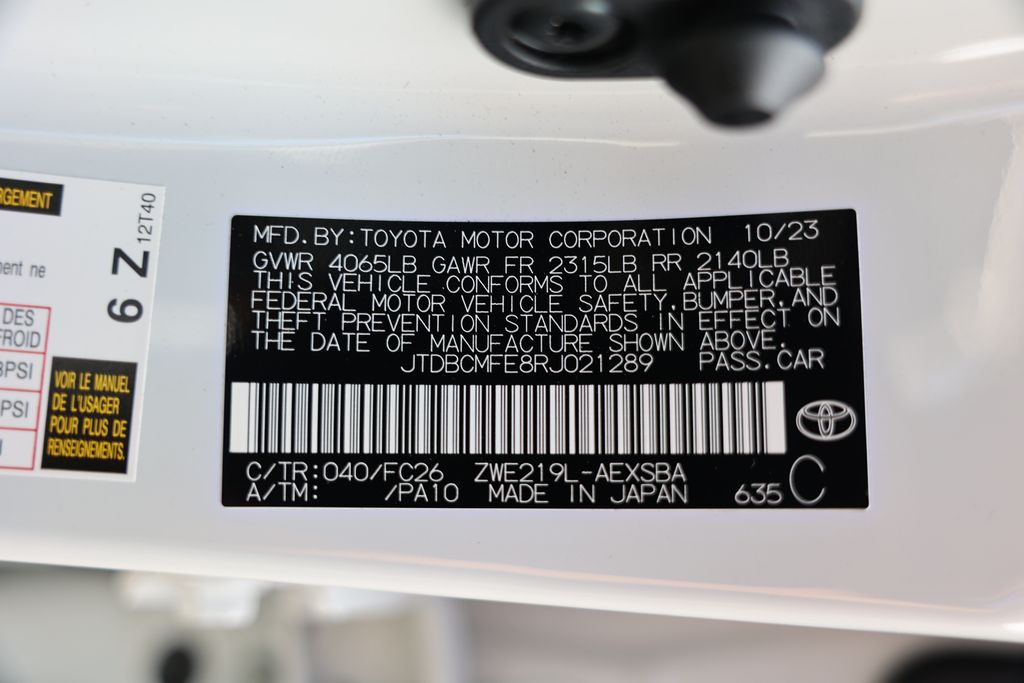 RGEMENT
ment ne
6 Z
12T40
DES
FROID
PSI
PSI
VOIR LE MANUEL
DE L'USAGER
POUR PLUS DE
RENSEIGNEMENTS.
MFD.BY:TOYOTA MOTOR CORPORATION 10/23
GVWR 4065LB GAWR FR 2315LB RR 2140LB
THIS VEHICLE CONFORMS TO ALL APPLICABLE
FEDERAL MOTOR VEHICLE SAFETY,BUMPER,AND
THEFT PREVENTION STANDARDS IN EFFECT ON
THE DATE OF MANUFACTURE SHOWN ABOVE.
JTDBCMFE8RJ021289 PASS.CAR
C/TR:040/FC26 ZWE219L-AEXSBA
A/TM: /PA10 MADE IN JAPAN 635 C